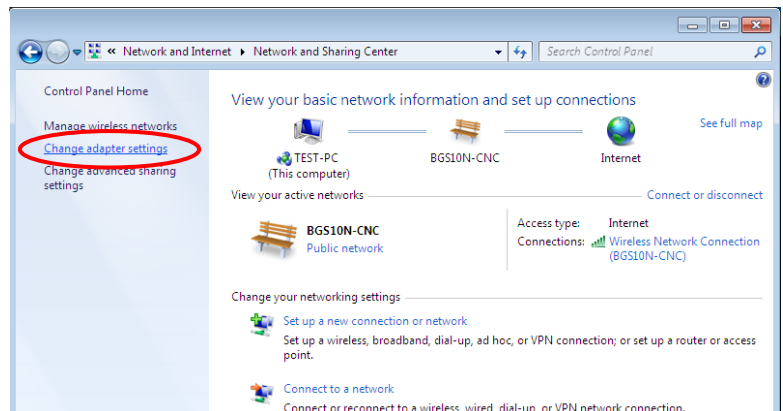 « Network and Internet ▸ Network and Sharing Center
Search Control Panel
Control Panel Home
Manage wireless networks
Change adapter settings
Change advanced sharing
settings
View your basic network information and set up connections
See full map
TEST-PC
(This computer)
BGS10N-CNC
Internet
View your active networks
Connect or disconnect
BGS10N-CNC
Public network
Access type: Internet
Connections: Wireless Network Connection
(BGS10N-CNC)
Change your networking settings
Set up a new connection or network
Set up a wireless, broadband, dial-up, ad hoc, or VPN connection; or set up a router or access
point.
Connect to a network
Connect or reconnect to a wireless, wired, dial-up, or VPN network connection.